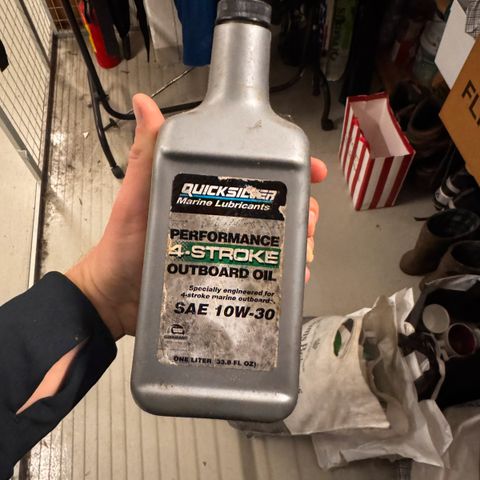 QUICKSILVER
Marine Lubricants
PERFORMANCE
4-STROKE
OUTBOARD OIL
Specially engineered for
4-stroke marine outboards
SAE 10W-30
ONE LITER (33.8 FL OZ)